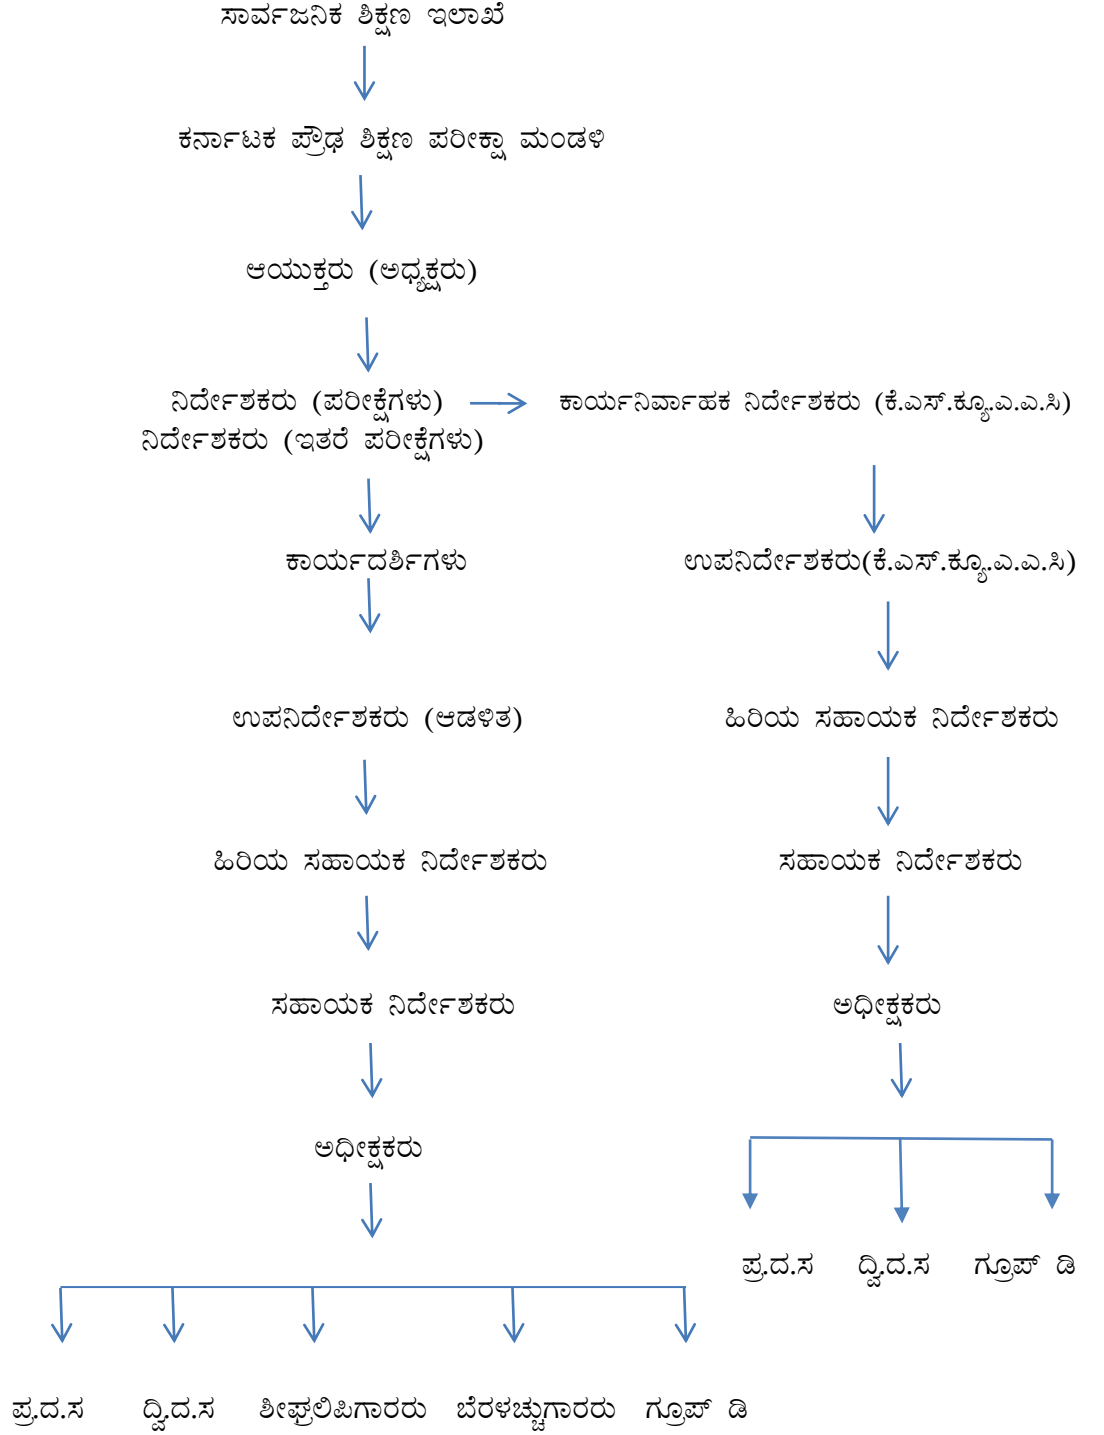 ಸಾರ್ವಜನಿಕ ಶಿಕ್ಷಣ ಇಲಾಖೆ
ಕರ್ನಾಟಕ ಪ್ರೌಢ ಶಿಕ್ಷಣ ಪರೀಕ್ಷಾ ಮಂಡಳಿ
ಆಯುಕ್ತರು (ಅಧ್ಯಕ್ಷರು)
ನಿರ್ದೇಶಕರು (ಪರೀಕ್ಷೆಗಳು) ಕಾರ್ಯನಿರ್ವಾಹಕ ನಿರ್ದೇಶಕರು (ಕೆ.ಎಸ್.ಕ್ಯೂ.ಎ.ಎ.ಸಿ)
ನಿರ್ದೇಶಕರು (ಇತರೆ ಪರೀಕ್ಷೆಗಳು)
ಕಾರ್ಯದರ್ಶಿಗಳು ಉಪನಿರ್ದೇಶಕರು(ಕೆ.ಎಸ್.ಕ್ಯೂ.ಎ.ಎ.ಸಿ)
ಉಪನಿರ್ದೇಶಕರು (ಆಡಳಿತ) ಹಿರಿಯ ಸಹಾಯಕ ನಿರ್ದೇಶಕರು
ಹಿರಿಯ ಸಹಾಯಕ ನಿರ್ದೇಶಕರು ಸಹಾಯಕ ನಿರ್ದೇಶಕರು
ಸಹಾಯಕ ನಿರ್ದೇಶಕರು ಅಧೀಕ್ಷಕರು
ಅಧೀಕ್ಷಕರು
ಪ್ರ.ದ.ಸ ದ್ವಿ.ದ.ಸ ಗ್ರೂಪ್ ಡಿ
ಪ್ರ.ದ.ಸ ದ್ವಿ.ದ.ಸ ಶೀಘ್ರಲಿಪಿಗಾರರು ಬೆರಳಚ್ಚುಗಾರರು ಗ್ರೂಪ್ ಡಿ